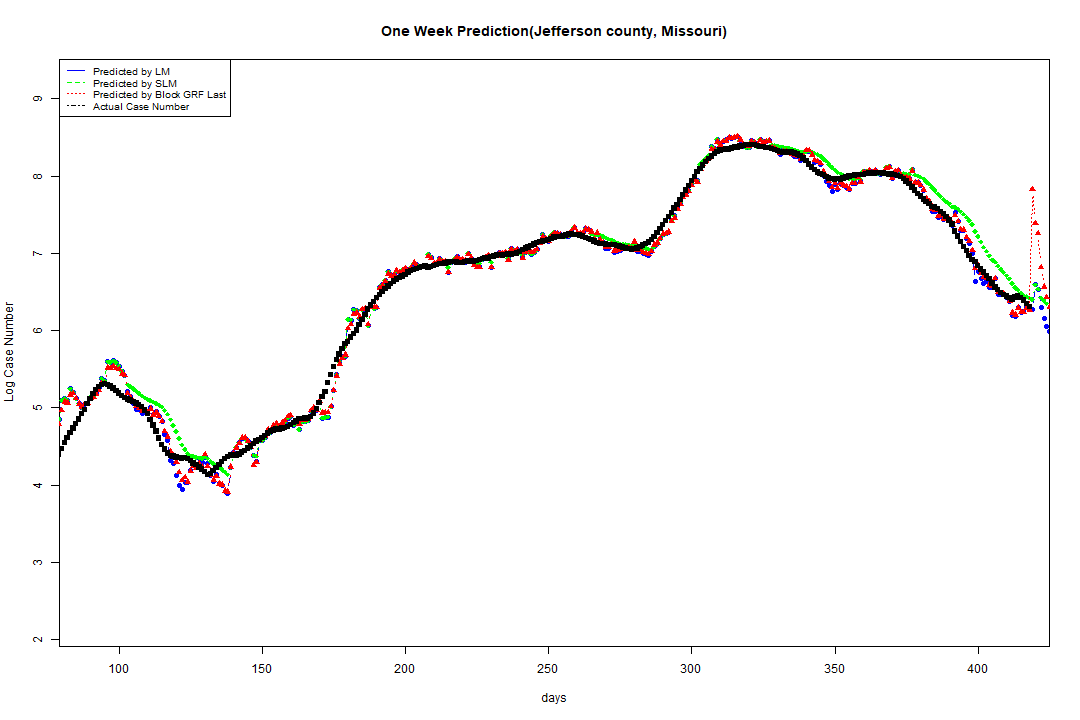 One Week Prediction(Jefferson county, Missouri)
Predicted by LM
Predicted by SLM
Predicted by Block GRF Last
Actual Case Number
Log Case Number
9
8
7
6
5
4
3
2
100 150 200 250 300 350 400
days